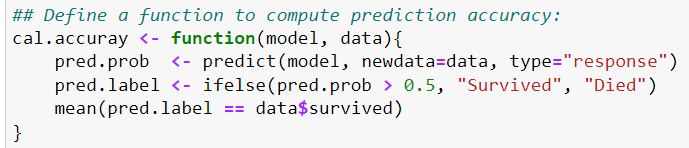 ## Define a function to compute prediction accuracy:
cal.accuray <- function(model, data){
    pred.prob  <- predict(model, newdata=data, type="response")
    pred.label <- ifelse(pred.prob > 0.5, "Survived", "Died")
    mean(pred.label == data$survived)
}